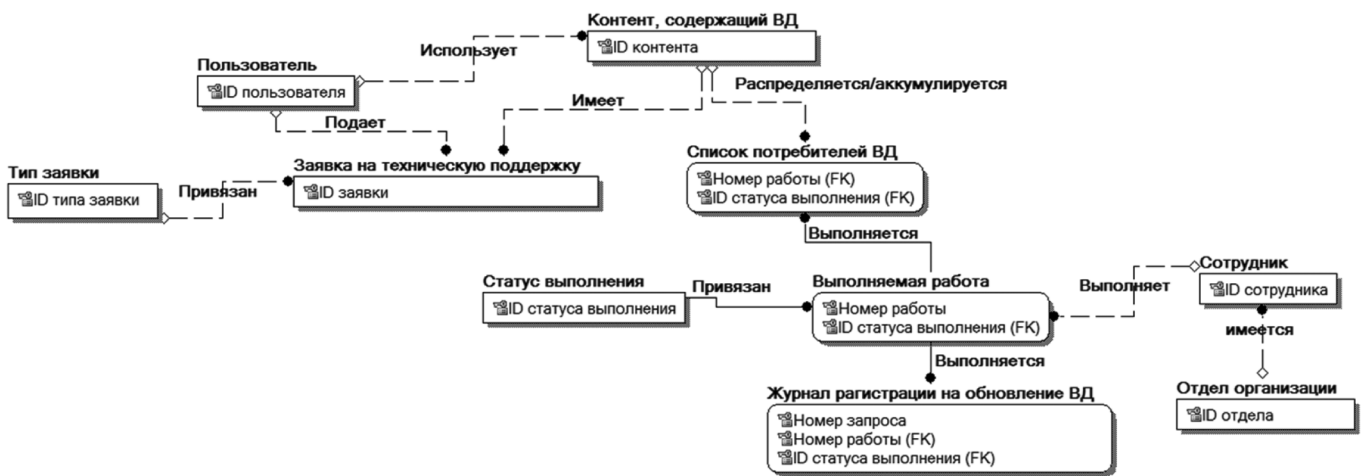 Контент, содержащий ВД
ID контента
Использует
Пользователь
ID пользователя
Распределяется/аккумулируется
Имеет
Подает
Список потребителей ВД
Номер работы (FK)
ID статуса выполнения (FK)
Заявка на техническую поддержку
ID заявки
Тип заявки
ID типа заявки
Привязан
Выполняется
Статус выполнения
ID статуса выполнения
Привязан
Выполняемая работа
Номер работы
ID статуса выполнения (FK)
Выполняет
Сотрудник
ID сотрудника
имеется
Выполняется
Отдел организации
ID отдела
Журнал рагистрации на обновление ВД
Номер запроса
Номер работы (FK)
ID статуса выполнения (FK)